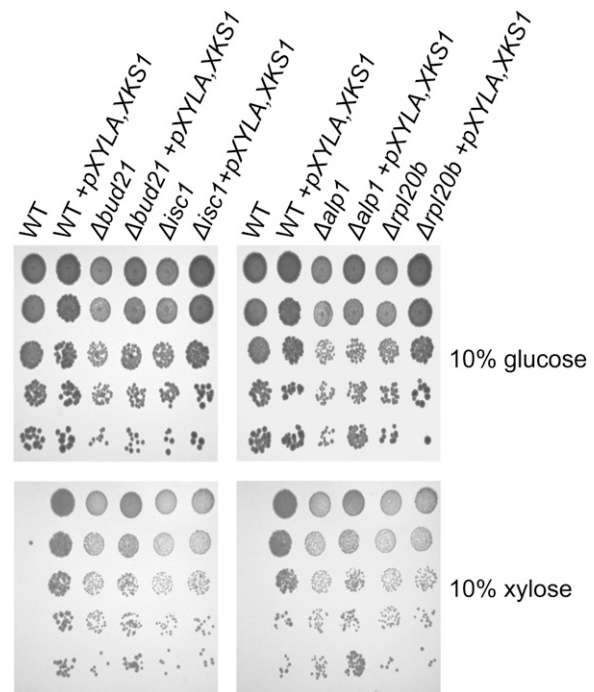 WT
WT +pXYLA,XKS1
Δbud21
Δbud21 +pXYLA,XKS1
Δisc1
Δisc1+pXYLA,XKS1
WT
WT +pXYLA,XKS1
Δalp1
Δalp1 +pXYLA,XKS1
Δrpl20b
Δrpl20b +pXYLA,XKS1
10% glucose
10% xylose